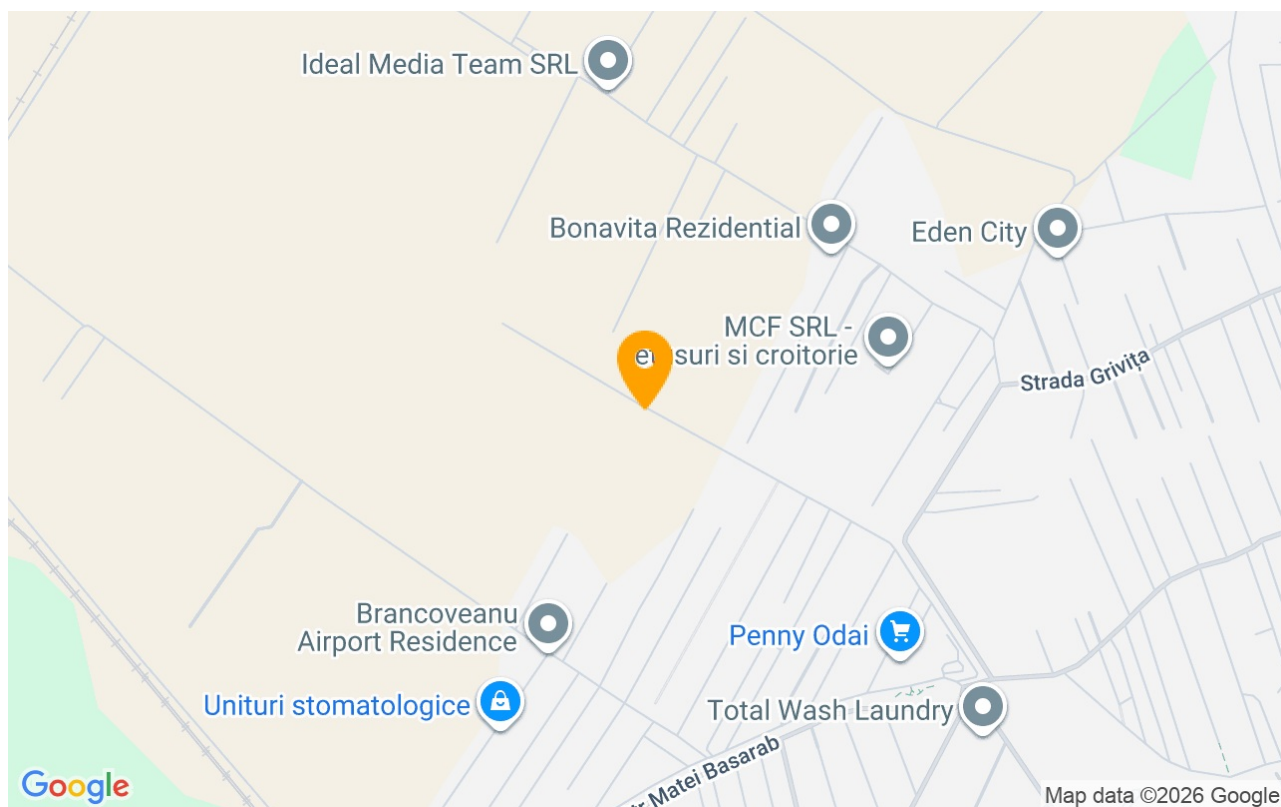 Ideal Media Team SRL
Bonavita Rezidential
Eden City
MCF SRL -
suri si croitorie
Strada Grivița
Brancoveanu
Airport Residence
Penny Odai
Unituri stomatologice
Total Wash Laundry
Matei Basarab
Google
Map data ©2026 Google